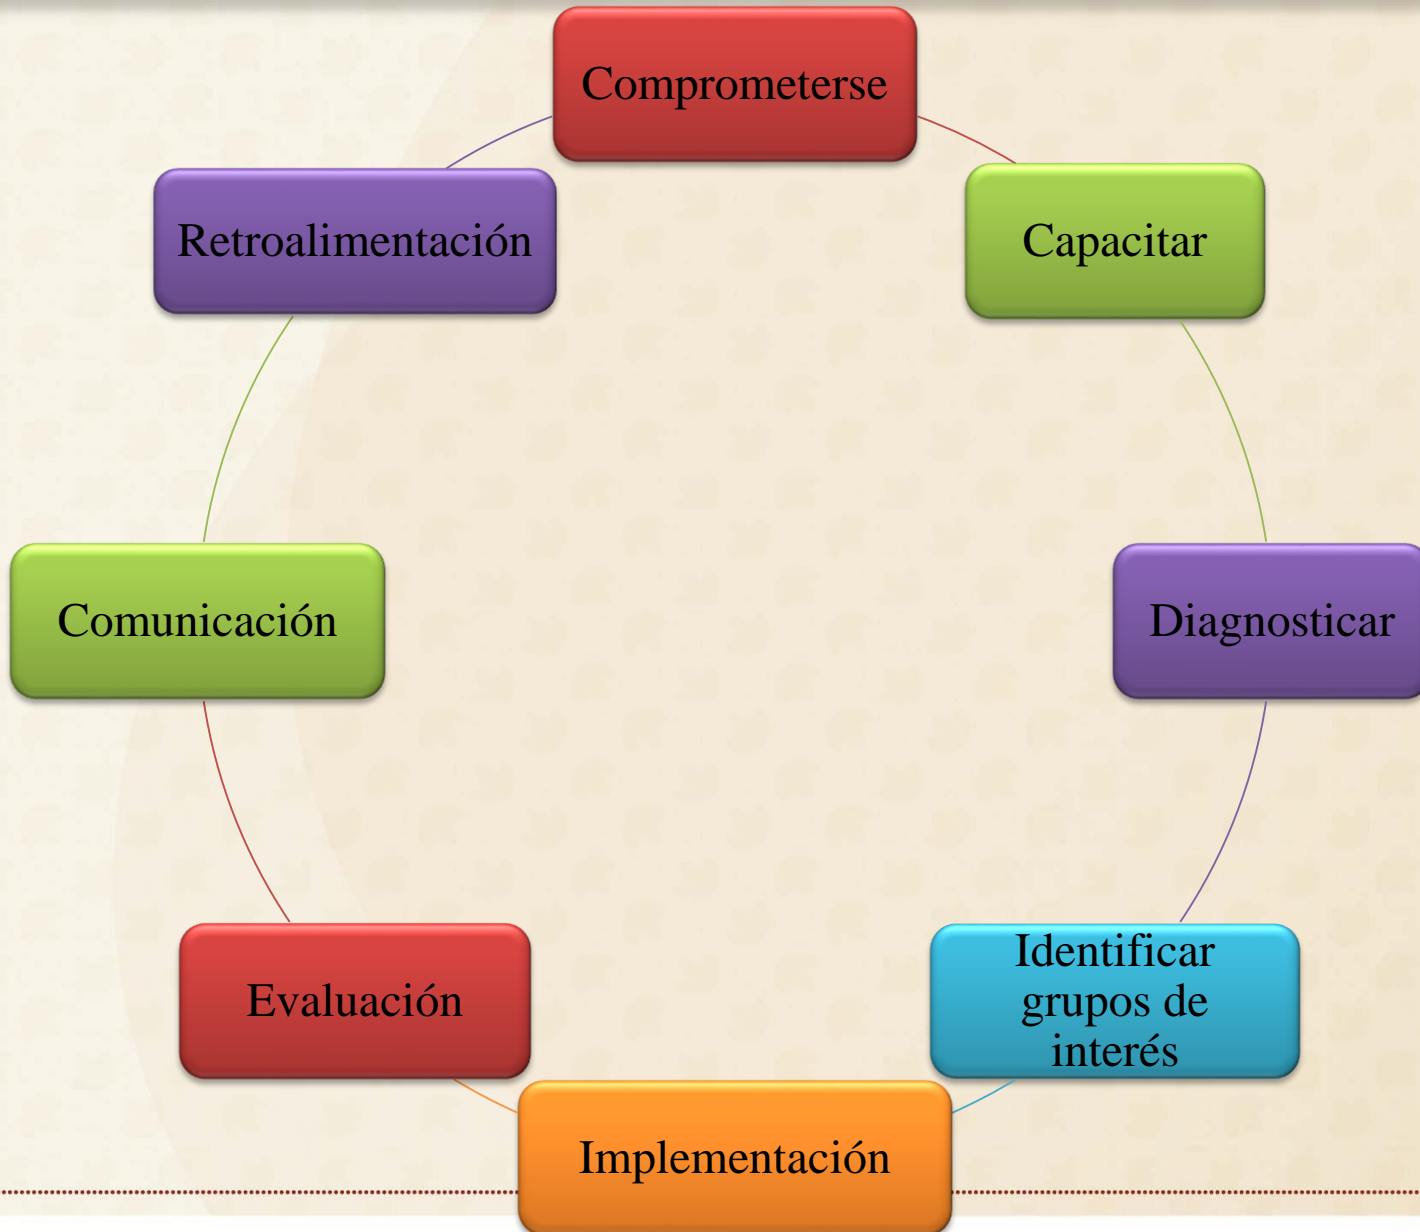 Comprometerse
Capacitar
Diagnosticar
Identificar
grupos de
interés
Implementación
Evaluación
Comunicación
Retroalimentación